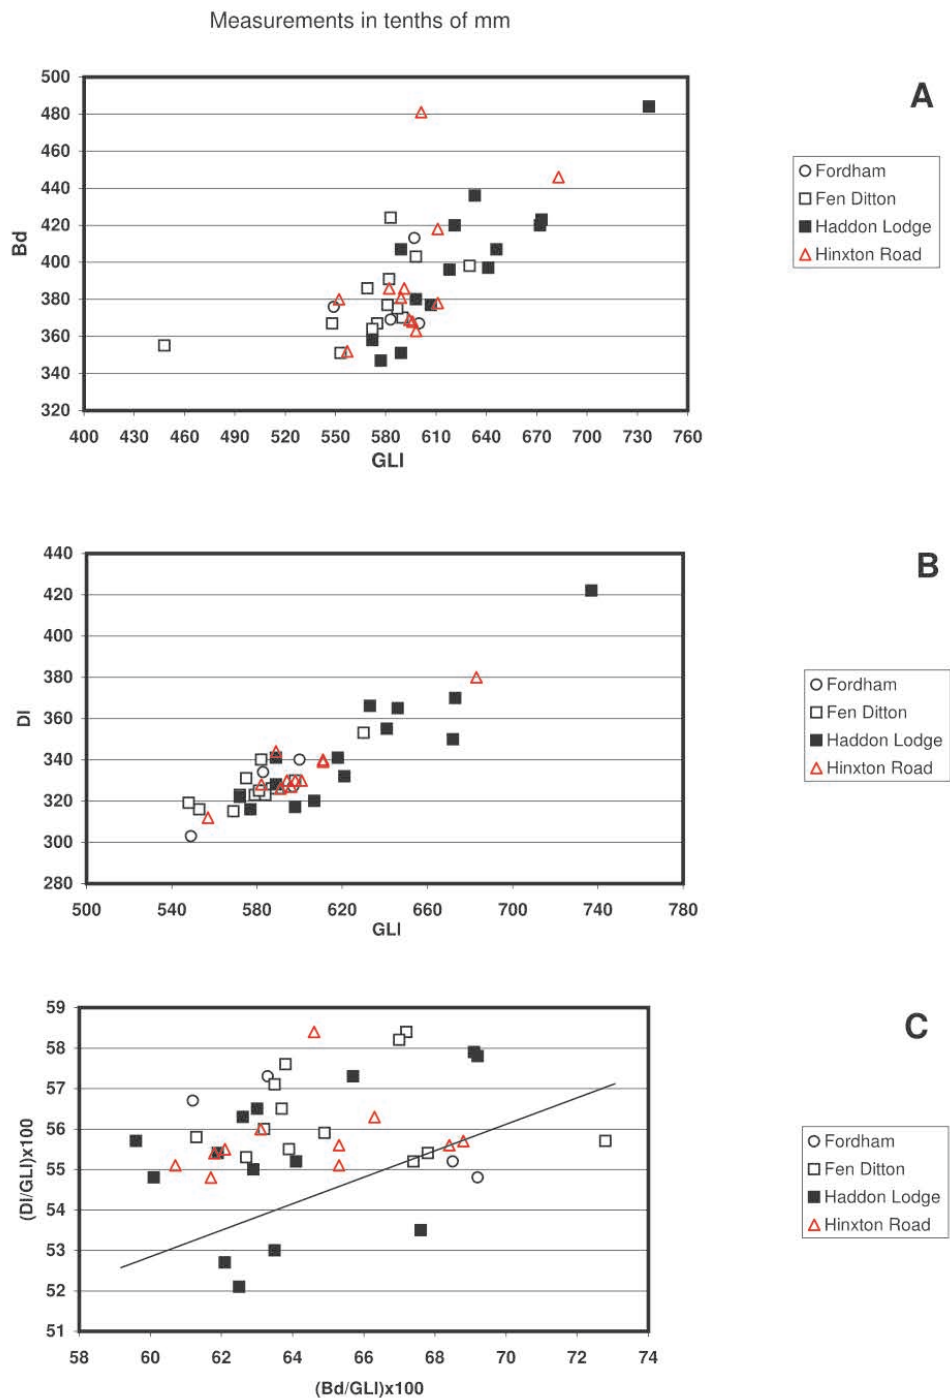 Measurements in tenths of mm
A
500
480
460
440
420
400
380
360
340
320
Bd
400 430 460 490 520 550 580 610 640 670 700 730 760
GLl
Fordham
Fen Ditton
Haddon Lodge
Hinxton Road
B
440
420
400
380
360
340
320
300
280
Dl
500 540 580 620 660 700 740 780
GLl
Fordham
Fen Ditton
Haddon Lodge
Hinxton Road
C
59
58
57
56
55
54
53
52
51
(Dl/GLl)x100
58 60 62 64 66 68 70 72 74
(Bd/GLl)x100
Fordham
Fen Ditton
Haddon Lodge
Hinxton Road